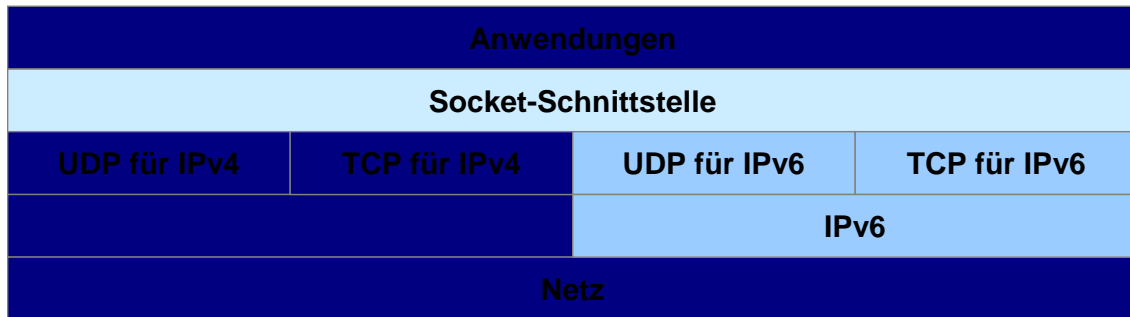 Anwendungen
Socket-Schnittstelle
UDP für IPv4 TCP für IPv4 UDP für IPv6 TCP für IPv6
IPv6
Netz